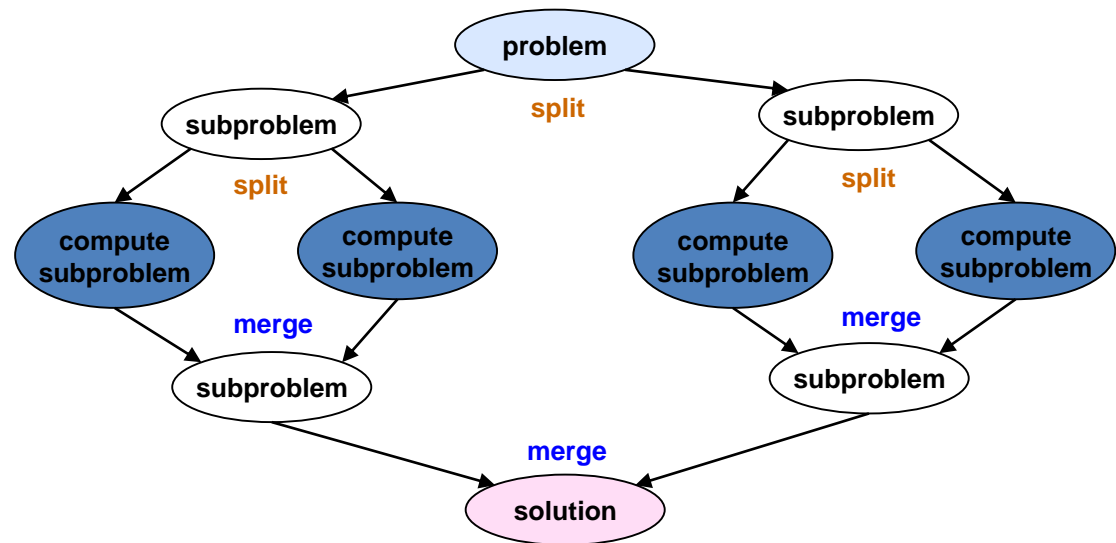 problem
split
subproblem
subproblem
split
split
compute
subproblem
compute
subproblem
compute
subproblem
compute
subproblem
merge
merge
subproblem
subproblem
merge
solution